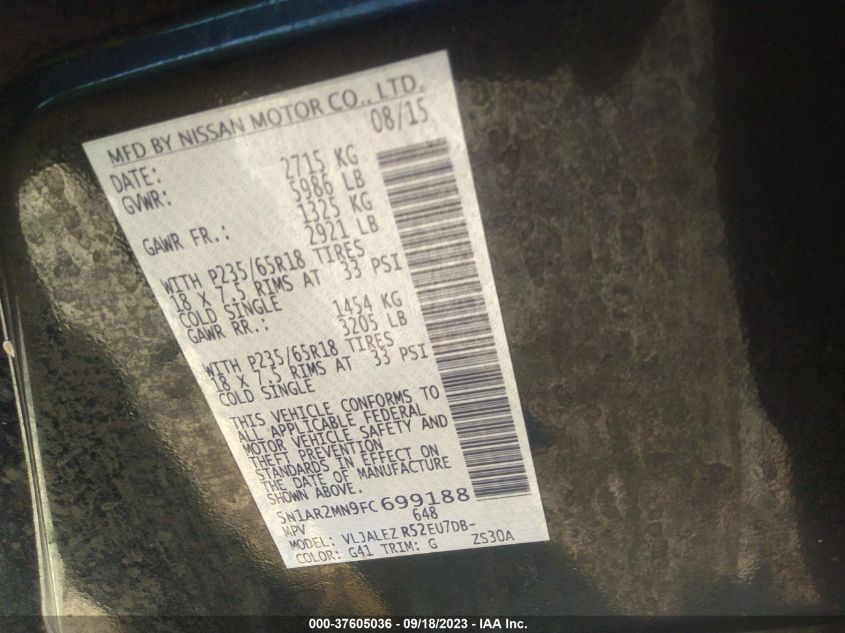 MFD BY NISSAN MOTOR CO., LTD.
DATE: 08/15
GVWR: 2715 KG
5986 LB
GAWR FR.: 1325 KG
2921 LB
WITH P235/65R18 TIRES
18 X 7.5 RIMS AT 33 PSI
COLD SINGLE
GAWR RR.: 1454 KG
3205 LB
WITH P235/65R18 TIRES
18 X 7.5 RIMS AT 33 PSI
COLD SINGLE
THIS VEHICLE CONFORMS TO
ALL APPLICABLE FEDERAL
MOTOR VEHICLE SAFETY AND
THEFT PREVENTION
STANDARDS IN EFFECT ON
THE DATE OF MANUFACTURE
SHOWN ABOVE.
5N1AR2MN9FC699188
MPV 648
MODEL: VLJALEZ R52EU7DB-
COLOR: G41 TRIM: G ZS30A
000-37605036 - 09/18/2023 - IAA Inc.